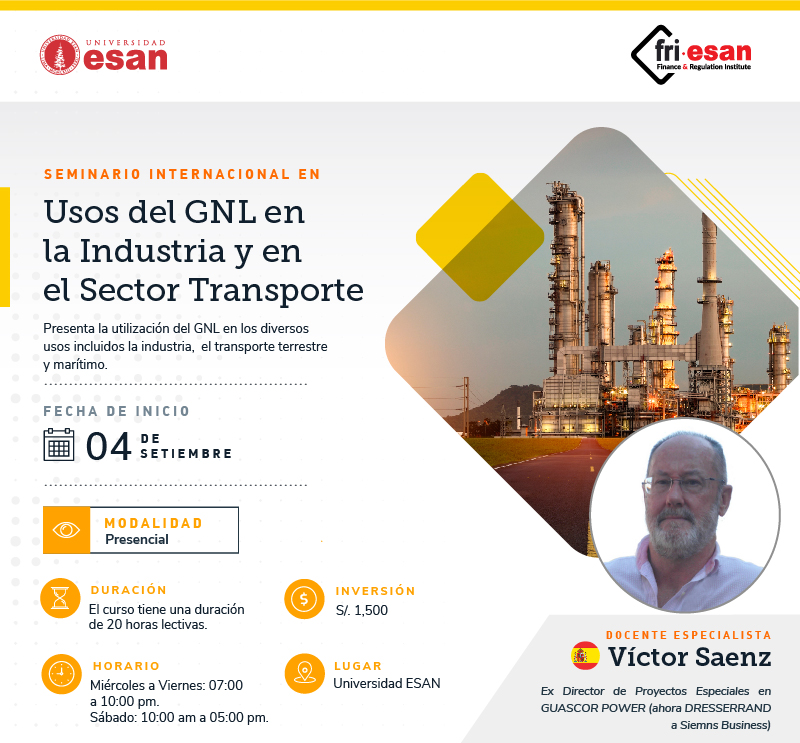 UNIVERSIDAD
esan
fri·esan
Finance & Regulation Institute
SEMINARIO INTERNACIONAL EN
Usos del GNL en
la Industria y en
el Sector Transporte
Presenta la utilización del GNL en los diversos
usos incluidos la industria, el transporte terrestre
y marítimo.
FECHA DE INICIO
04 DE
SETIEMBRE
MODALIDAD
Presencial
DURACIÓN
El curso tiene una duración
de 20 horas lectivas.
INVERSIÓN
S/. 1,500
HORARIO
Miércoles a Viernes: 07:00
a 10:00 pm.
Sábado: 10:00 am a 05:00 pm.
LUGAR
Universidad ESAN
DOCENTE ESPECIALISTA
Víctor Saenz
Ex Director de Proyectos Especiales en
GUASCOR POWER (ahora DRESSERRAND
a Siemns Business)